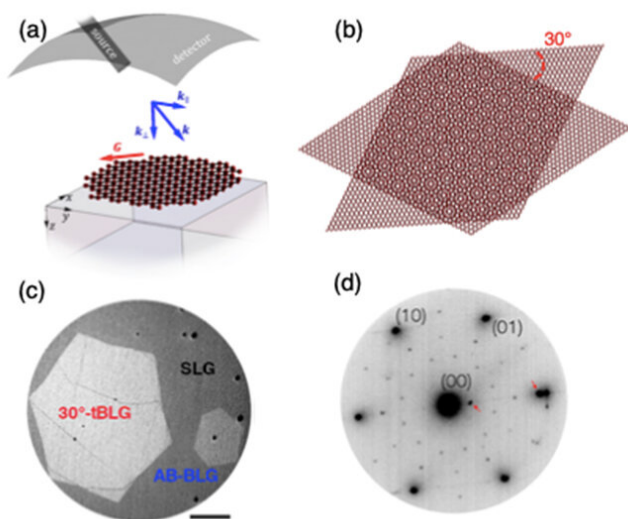 (a)
source
detector
k∥
k⊥
k
G
x
y
z
(b)
30°
(c)
SLG
30°-tBLG
AB-BLG
(d)
(10)
(01)
(00)